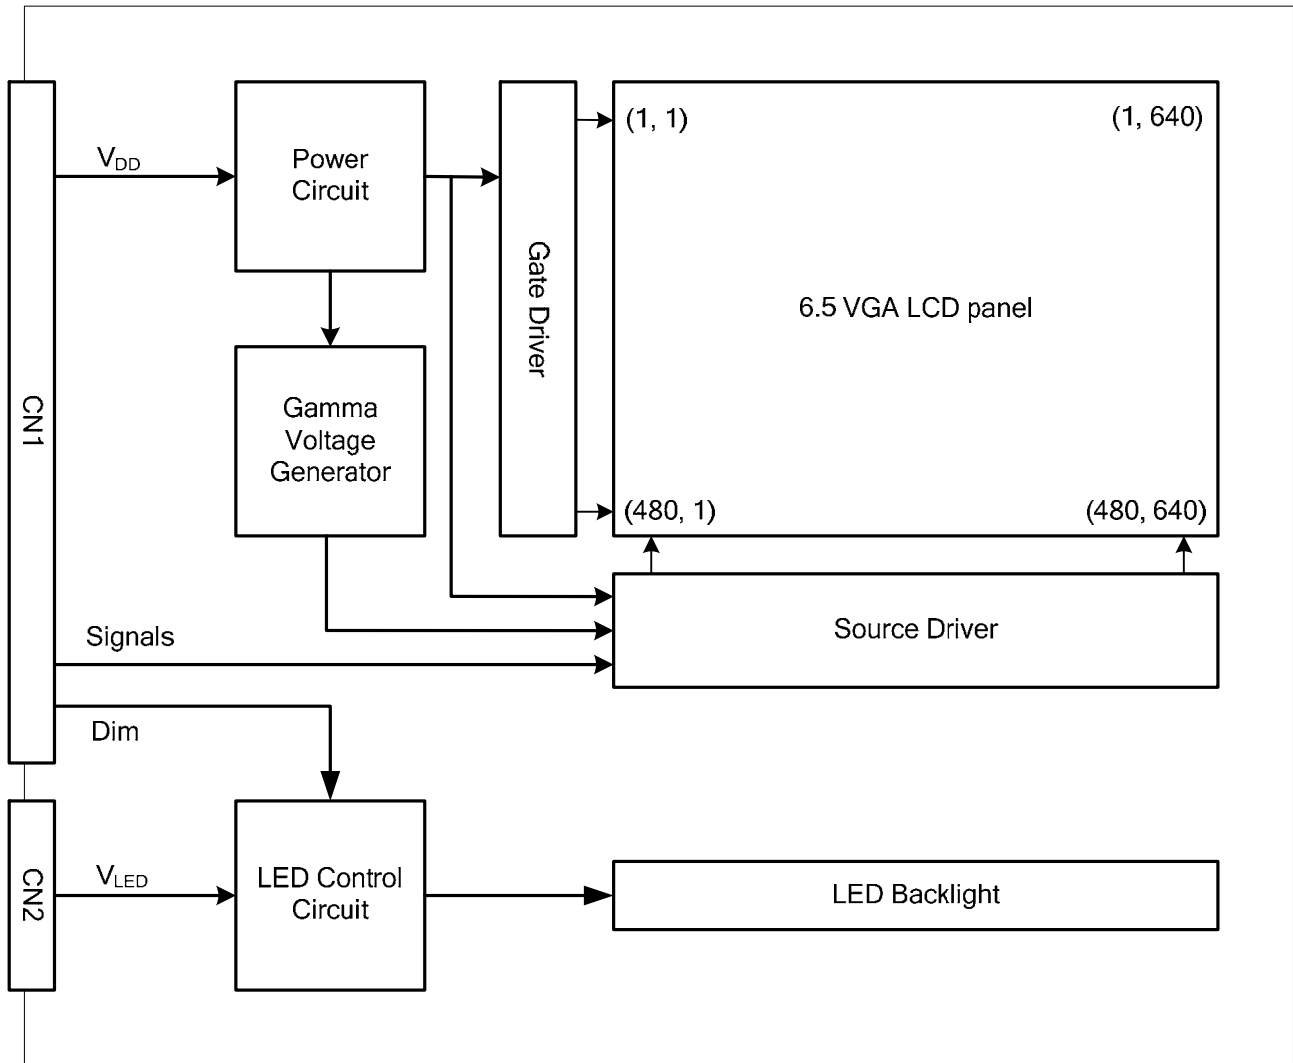 CN1
V_DD
Power
Circuit
Gate Driver
(1, 1)
(1, 640)
6.5 VGA LCD panel
(480, 1)
(480, 640)
Gamma
Voltage
Generator
Signals
Source Driver
Dim
CN2
V_LED
LED Control
Circuit
LED Backlight